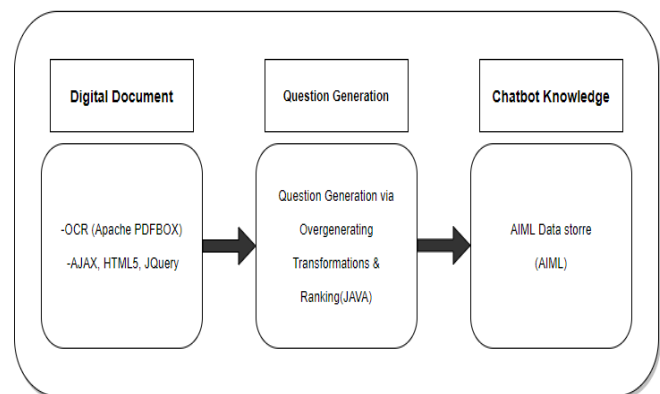 Digital Document
Question Generation
Chatbot Knowledge
-OCR (Apache PDFBOX)
-AJAX, HTML5, JQuery
Question Generation via
Overgenerating
Transformations &
Ranking(JAVA)
AIML Data storre
(AIML)